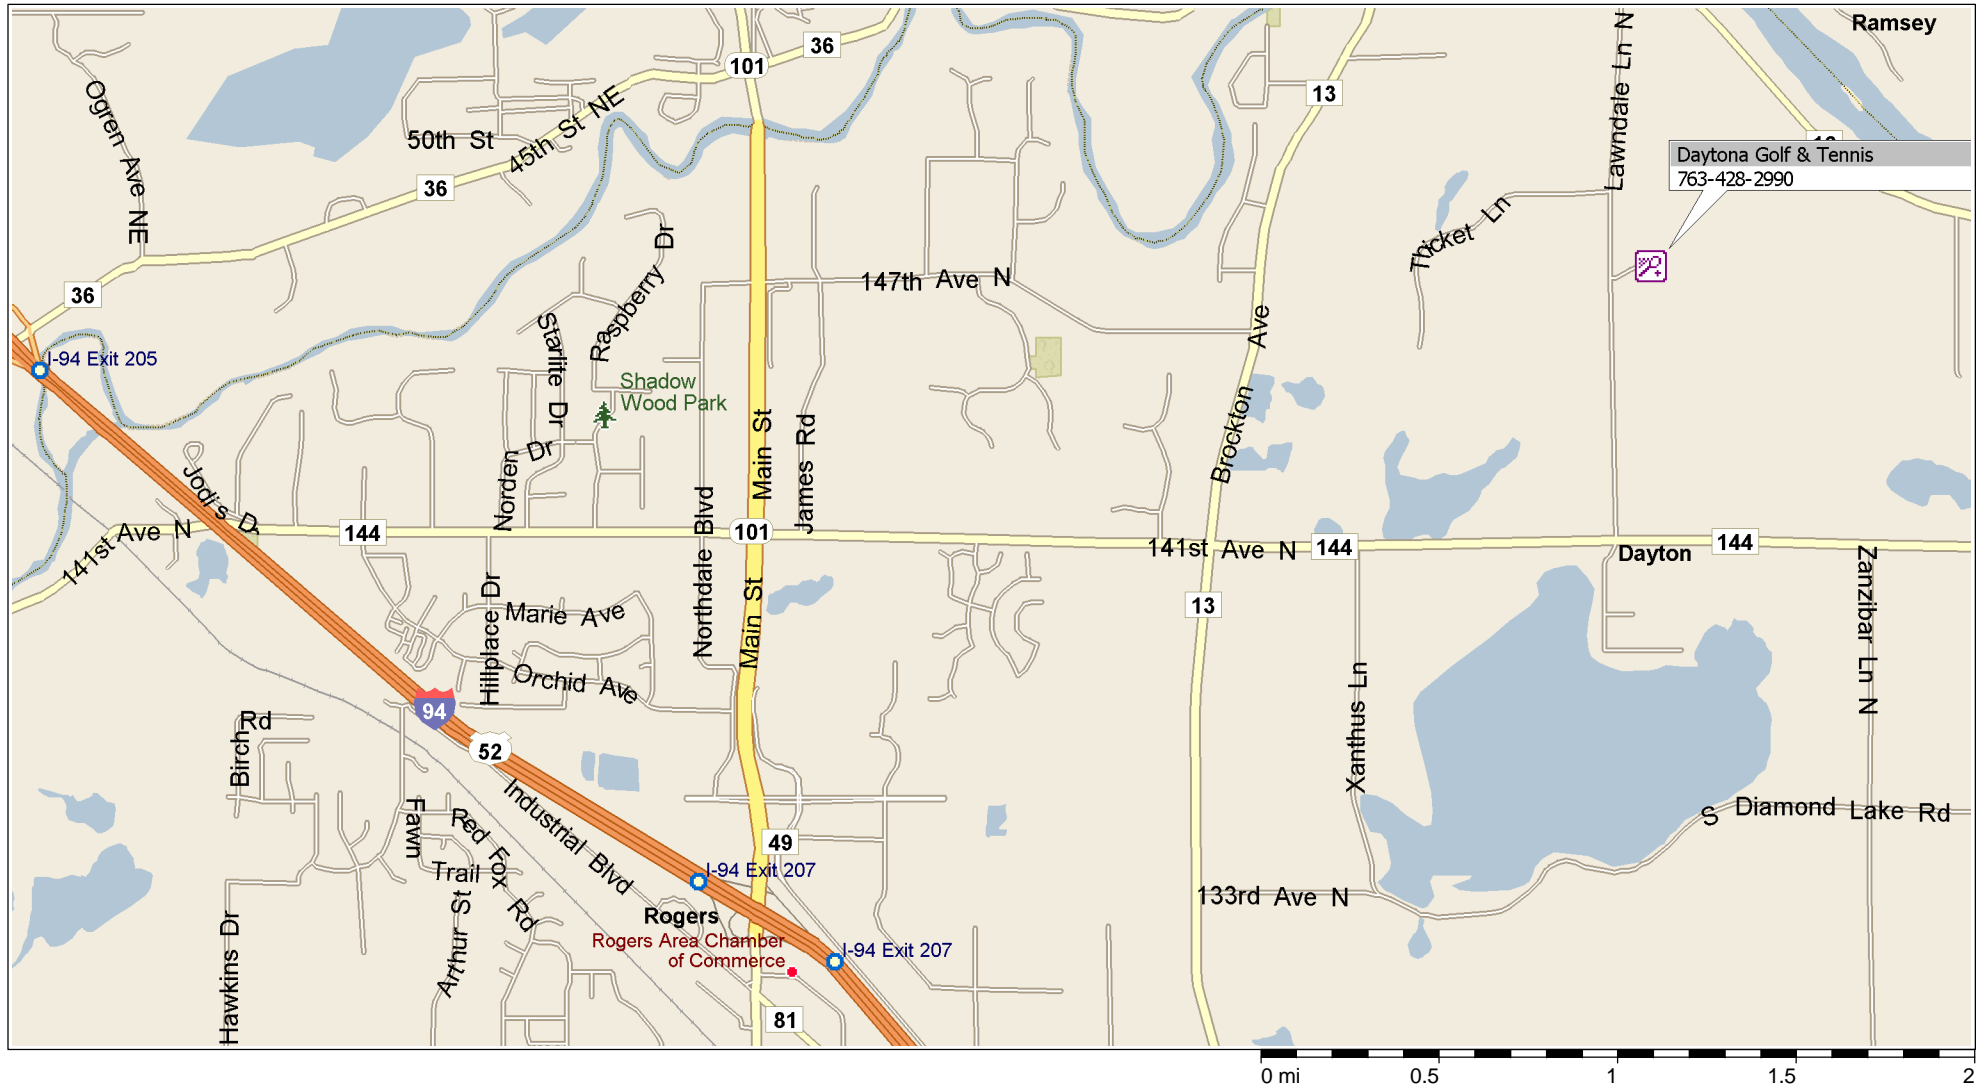 Ramsey
36
101
13
Lawndale Ln N
Ogren Ave NE
50th St
45th St NE
36
Daytona Golf & Tennis
763-428-2990
Thicket Ln
Raspberry Dr
147th Ave N
36
Starlite Dr
Brockton Ave
I-94 Exit 205
Shadow
Wood Park
Main St
James Rd
Norden Dr
Jodi's Dr
Northdale Blvd
141st Ave N
144
101
141st Ave N
144
Dayton
144
Zanzibar Ln N
Hillplace Dr
Marie Ave
Main St
13
Orchid Ave
Xanthus Ln
94
52
Birch Rd
Industrial Blvd
Fawn Trail
Red Fox Rd
49
S Diamond Lake Rd
I-94 Exit 207
133rd Ave N
Arthur St
Hawkins Dr
Rogers
Rogers Area Chamber
of Commerce
I-94 Exit 207
81
0 mi 0.5 1 1.5 2